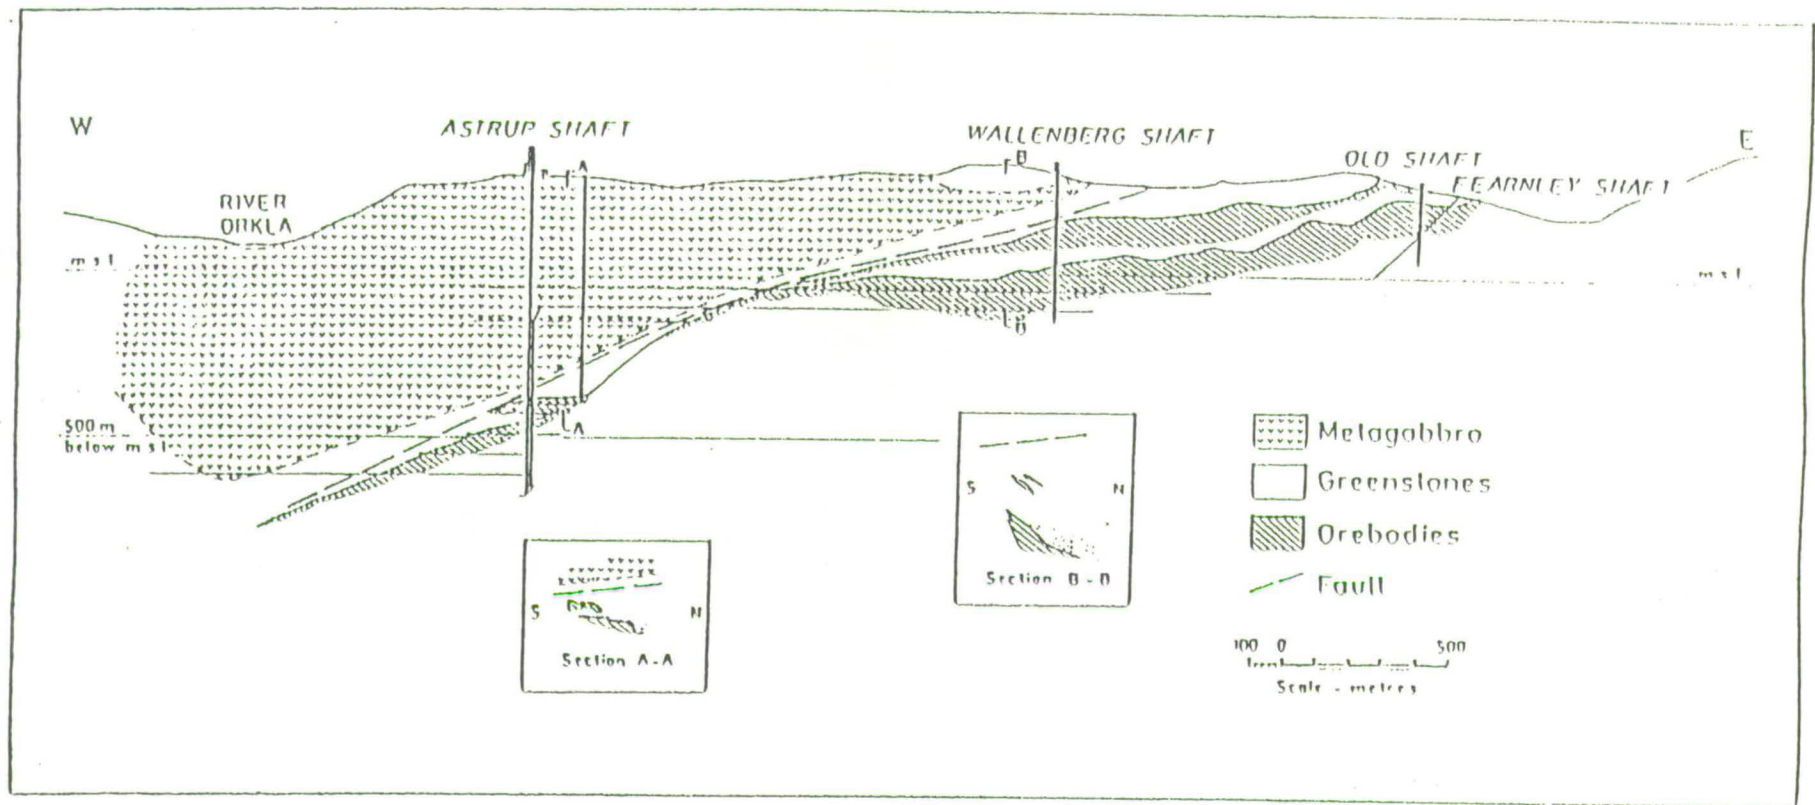 W
E
ASTRUP SHAFT
WALLENBERG SHAFT
OLD SHAFT
FEARNLEY SHAFT
RIVER
ORKLA
A
B
m s l
m s l
500 m
below m s l
A
B
S
N
Section A-A
S
N
Section B-B
Metagabbro
Greenstones
Orebodies
Fault
100 0 500
Scale - metres